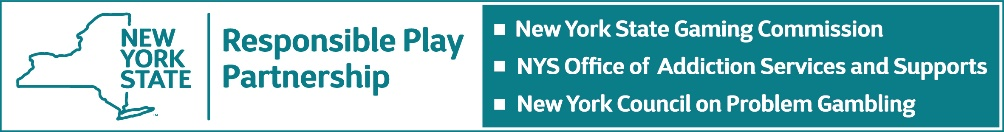 NEW
YORK
STATE
Responsible Play
Partnership
New York State Gaming Commission
NYS Office of Addiction Services and Supports
New York Council on Problem Gambling